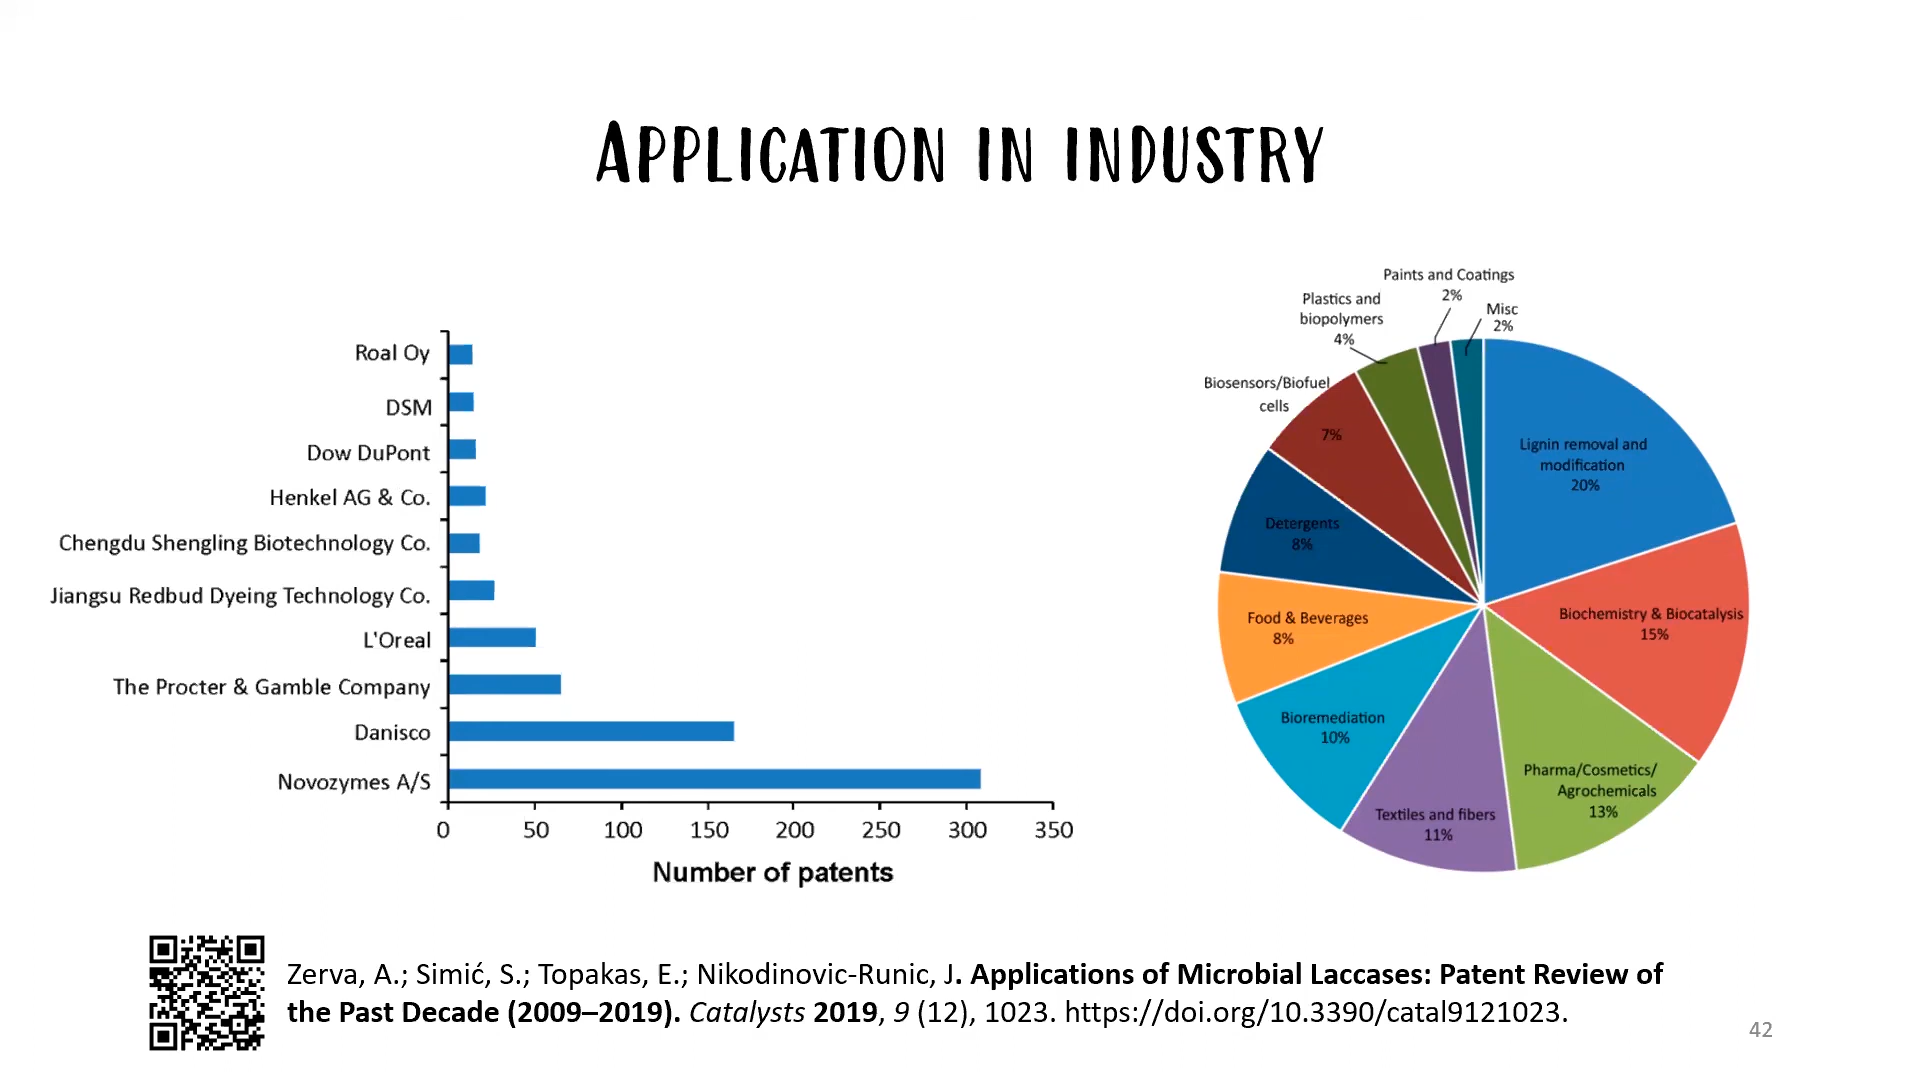 APPLICATION IN INDUSTRY
Roal Oy
DSM
Dow DuPont
Henkel AG & Co.
Chengdu Shengling Biotechnology Co.
Jiangsu Redbud Dyeing Technology Co.
L'Oreal
The Procter & Gamble Company
Danisco
Novozymes A/S
0 50 100 150 200 250 300 350
Number of patents
Paints and Coatings
2%
Misc
2%
Plastics and
biopolymers
4%
Biosensors/Biofuel
cells
7%
Lignin removal and
modification
20%
Detergents
8%
Biochemistry & Biocatalysis
15%
Food & Beverages
8%
Bioremediation
10%
Pharma/Cosmetics/
Agrochemicals
13%
Textiles and fibers
11%
Zerva, A.; Simić, S.; Topakas, E.; Nikodinovic-Runic, J. Applications of Microbial Laccases: Patent Review of
the Past Decade (2009–2019). Catalysts 2019, 9 (12), 1023. https://doi.org/10.3390/catal9121023.
42